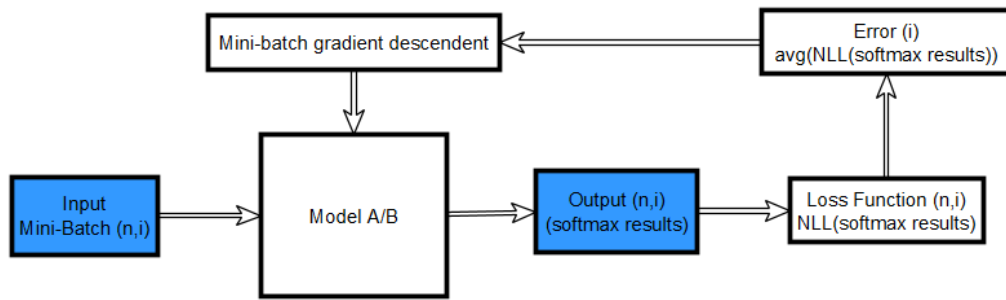 Mini-batch gradient descendent
Error (i)
avg(NLL(softmax results))
Input
Mini-Batch (n,i)
Model A/B
Output (n,i)
(softmax results)
Loss Function (n,i)
NLL(softmax results)